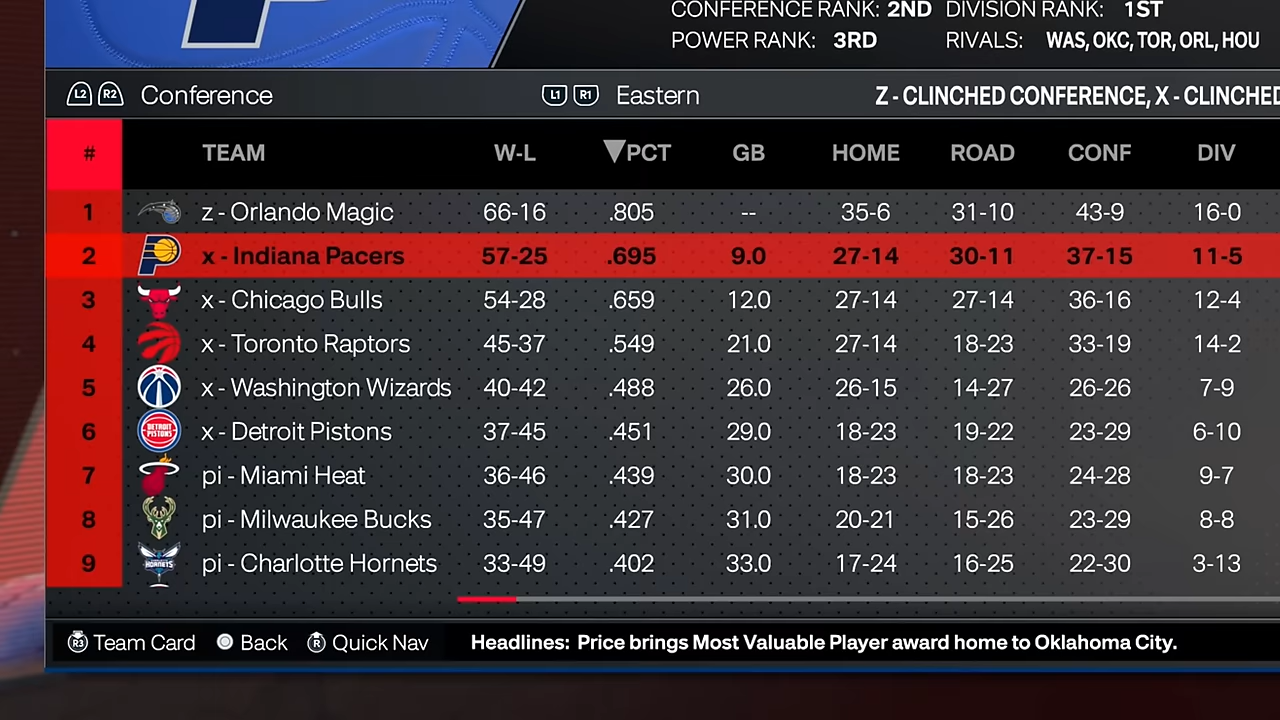 CONFERENCE RANK: 2ND DIVISION RANK: 1ST
POWER RANK: 3RD RIVALS: WAS, OKC, TOR, ORL, HOU
L2 R2 Conference L1 R1 Eastern Z - CLINCHED CONFERENCE, X - CLINCHED
# TEAM W-L PCT GB HOME ROAD CONF DIV
1 z - Orlando Magic 66-16 .805 -- 35-6 31-10 43-9 16-0
2 x - Indiana Pacers 57-25 .695 9.0 27-14 30-11 37-15 11-5
3 x - Chicago Bulls 54-28 .659 12.0 27-14 27-14 36-16 12-4
4 x - Toronto Raptors 45-37 .549 21.0 27-14 18-23 33-19 14-2
5 x - Washington Wizards 40-42 .488 26.0 26-15 14-27 26-26 7-9
6 DETROIT PISTONS x - Detroit Pistons 37-45 .451 29.0 18-23 19-22 23-29 6-10
7 pi - Miami Heat 36-46 .439 30.0 18-23 18-23 24-28 9-7
8 pi - Milwaukee Bucks 35-47 .427 31.0 20-21 15-26 23-29 8-8
9 HORNETS pi - Charlotte Hornets 33-49 .402 33.0 17-24 16-25 22-30 3-13
R3 Team Card Back R Quick Nav Headlines: Price brings Most Valuable Player award home to Oklahoma City.